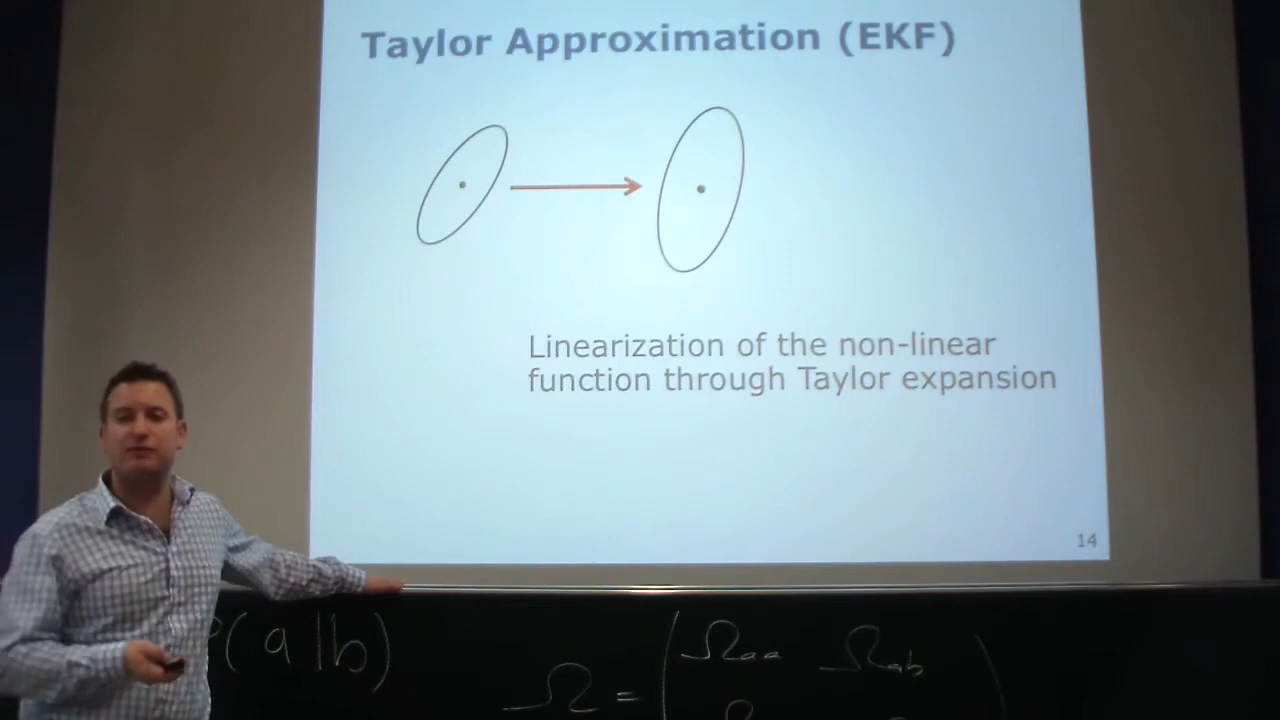 Taylor Approximation (EKF)
Linearization of the non-linear
function through Taylor expansion
14
(a|b)
Ω = ( Ωaa Ωab )